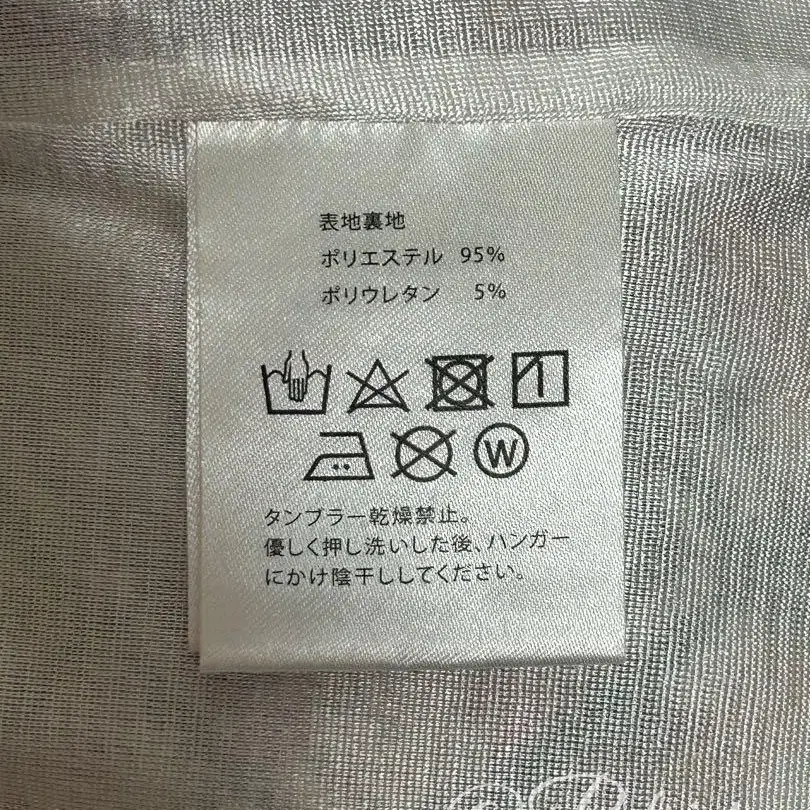 表地裏地
ポリエステル 95%
ポリウレタン 5%
W
タンブラー乾燥禁止。
優しく押し洗いした後、ハンガー
にかけ陰干ししてください。